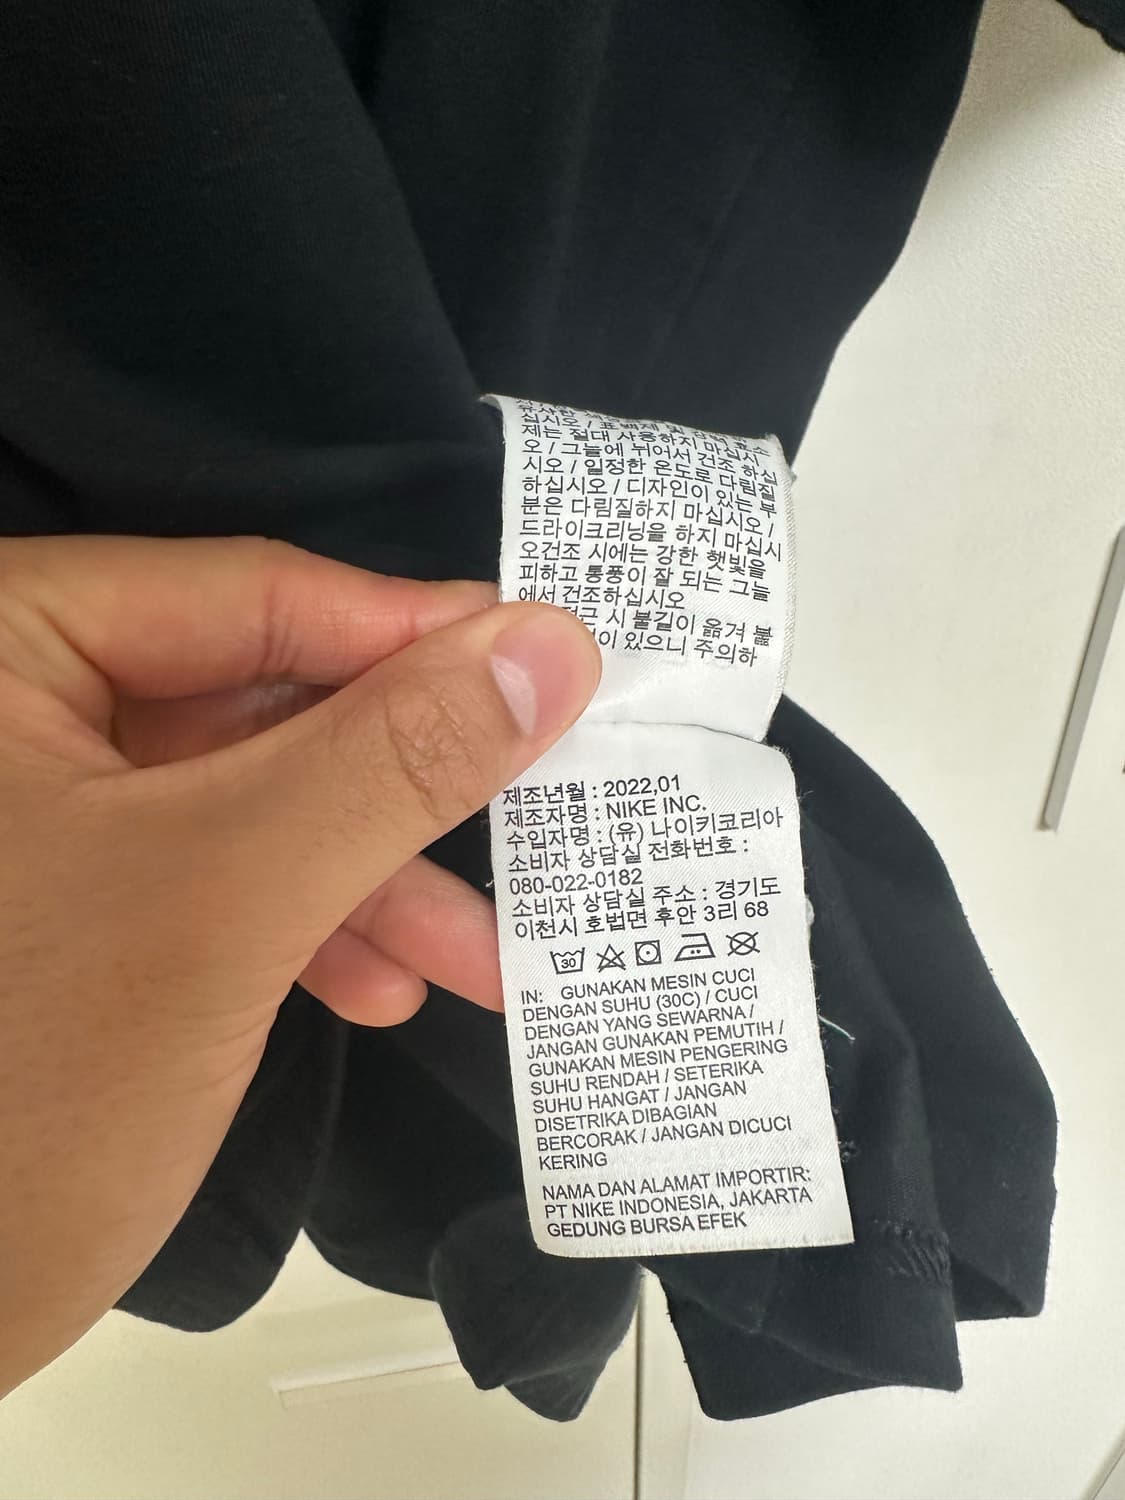 유사한 색상
십시오 / 표백제 및 강력 효소
제는 절대 사용하지 마십시
오 / 그늘에 뉘어서 건조 하십
시오 / 일정한 온도로 다림질
하십시오 / 디자인이 있는 부
분은 다림질하지 마십시오 /
드라이크리닝을 하지 마십시
오건조 시에는 강한 햇빛을
피하고 통풍이 잘 되는 그늘
에서 건조하십시오
시 불길이 옮겨 붙
있으니 주의하
제조년월 : 2022,01
제조자명 : NIKE INC.
수입자명 : (유) 나이키코리아
소비자 상담실 전화번호 :
080-022-0182
소비자 상담실 주소 : 경기도
이천시 호법면 후안 3리 68
30
IN: GUNAKAN MESIN CUCI
DENGAN SUHU (30C) / CUCI
DENGAN YANG SEWARNA /
JANGAN GUNAKAN PEMUTIH /
GUNAKAN MESIN PENGERING
SUHU RENDAH / SETERIKA
SUHU HANGAT / JANGAN
DISETRIKA DIBAGIAN
BERCORAK / JANGAN DICUCI
KERING
NAMA DAN ALAMAT IMPORTIR:
PT NIKE INDONESIA, JAKARTA
GEDUNG BURSA EFEK